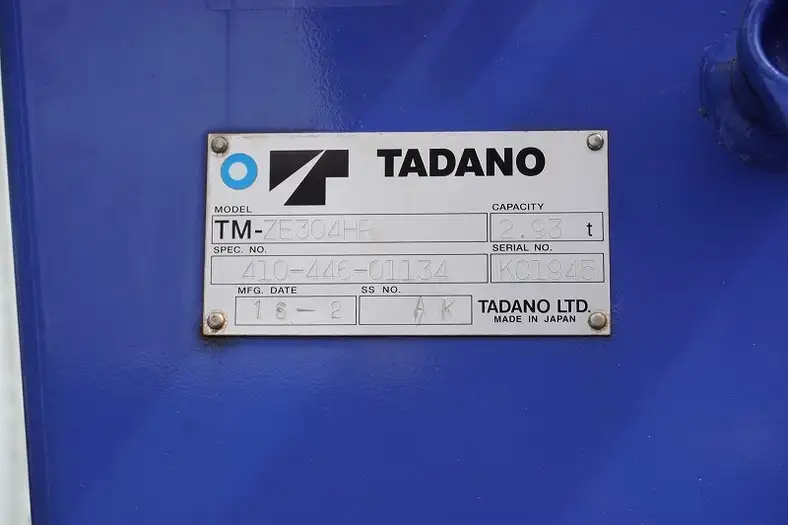 TADANO
MODEL
CAPACITY
TM-ZE304HR
2.93 t
SPEC. NO.
SERIAL NO.
410-446-01134
KC1945
MFG. DATE
SS NO.
16-2
AK
TADANO LTD.
MADE IN JAPAN